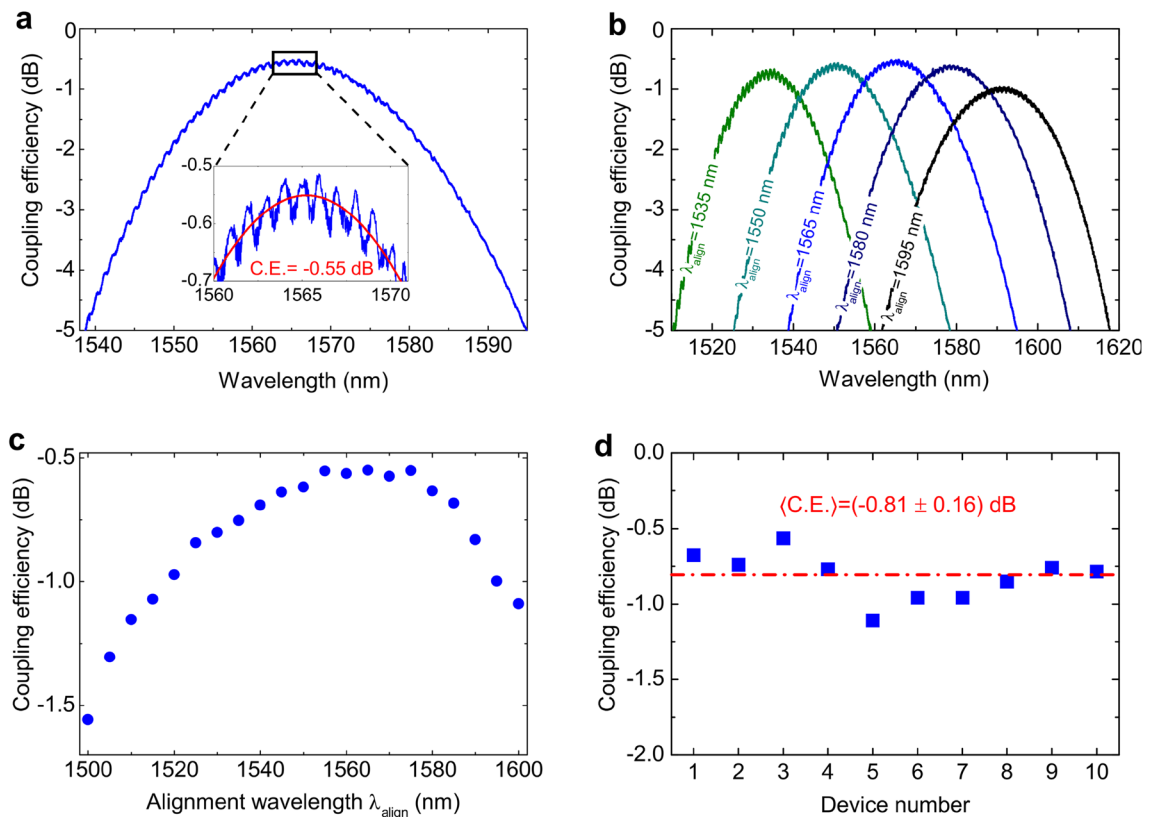 a
0
-1
-2
-3
-4
-5
Coupling efficiency (dB)
1540 1550 1560 1570 1580 1590
Wavelength (nm)
-0.5
-0.6
-0.7
1560 1565 1570
C.E.= -0.55 dB
b
0
-1
-2
-3
-4
-5
Coupling efficiency (dB)
λalign=1535 nm
λalign=1550 nm
λalign=1565 nm
λalign=1580 nm
λalign=1595 nm
1520 1540 1560 1580 1600 1620
Wavelength (nm)
c
-0.5
-1.0
-1.5
Coupling efficiency (dB)
1500 1520 1540 1560 1580 1600
Alignment wavelength λalign (nm)
d
0.0
-0.5
-1.0
-1.5
-2.0
Coupling efficiency (dB)
⟨C.E.⟩=(-0.81 ± 0.16) dB
1 2 3 4 5 6 7 8 9 10
Device number